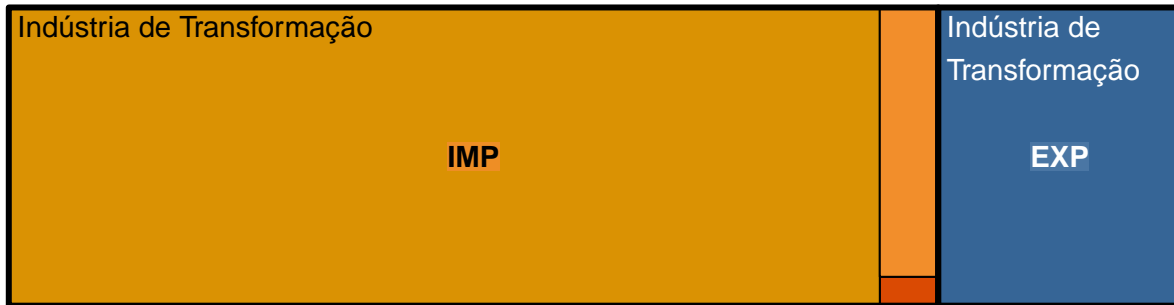 Indústria de Transformação
IMP
Indústria de
Transformação
EXP